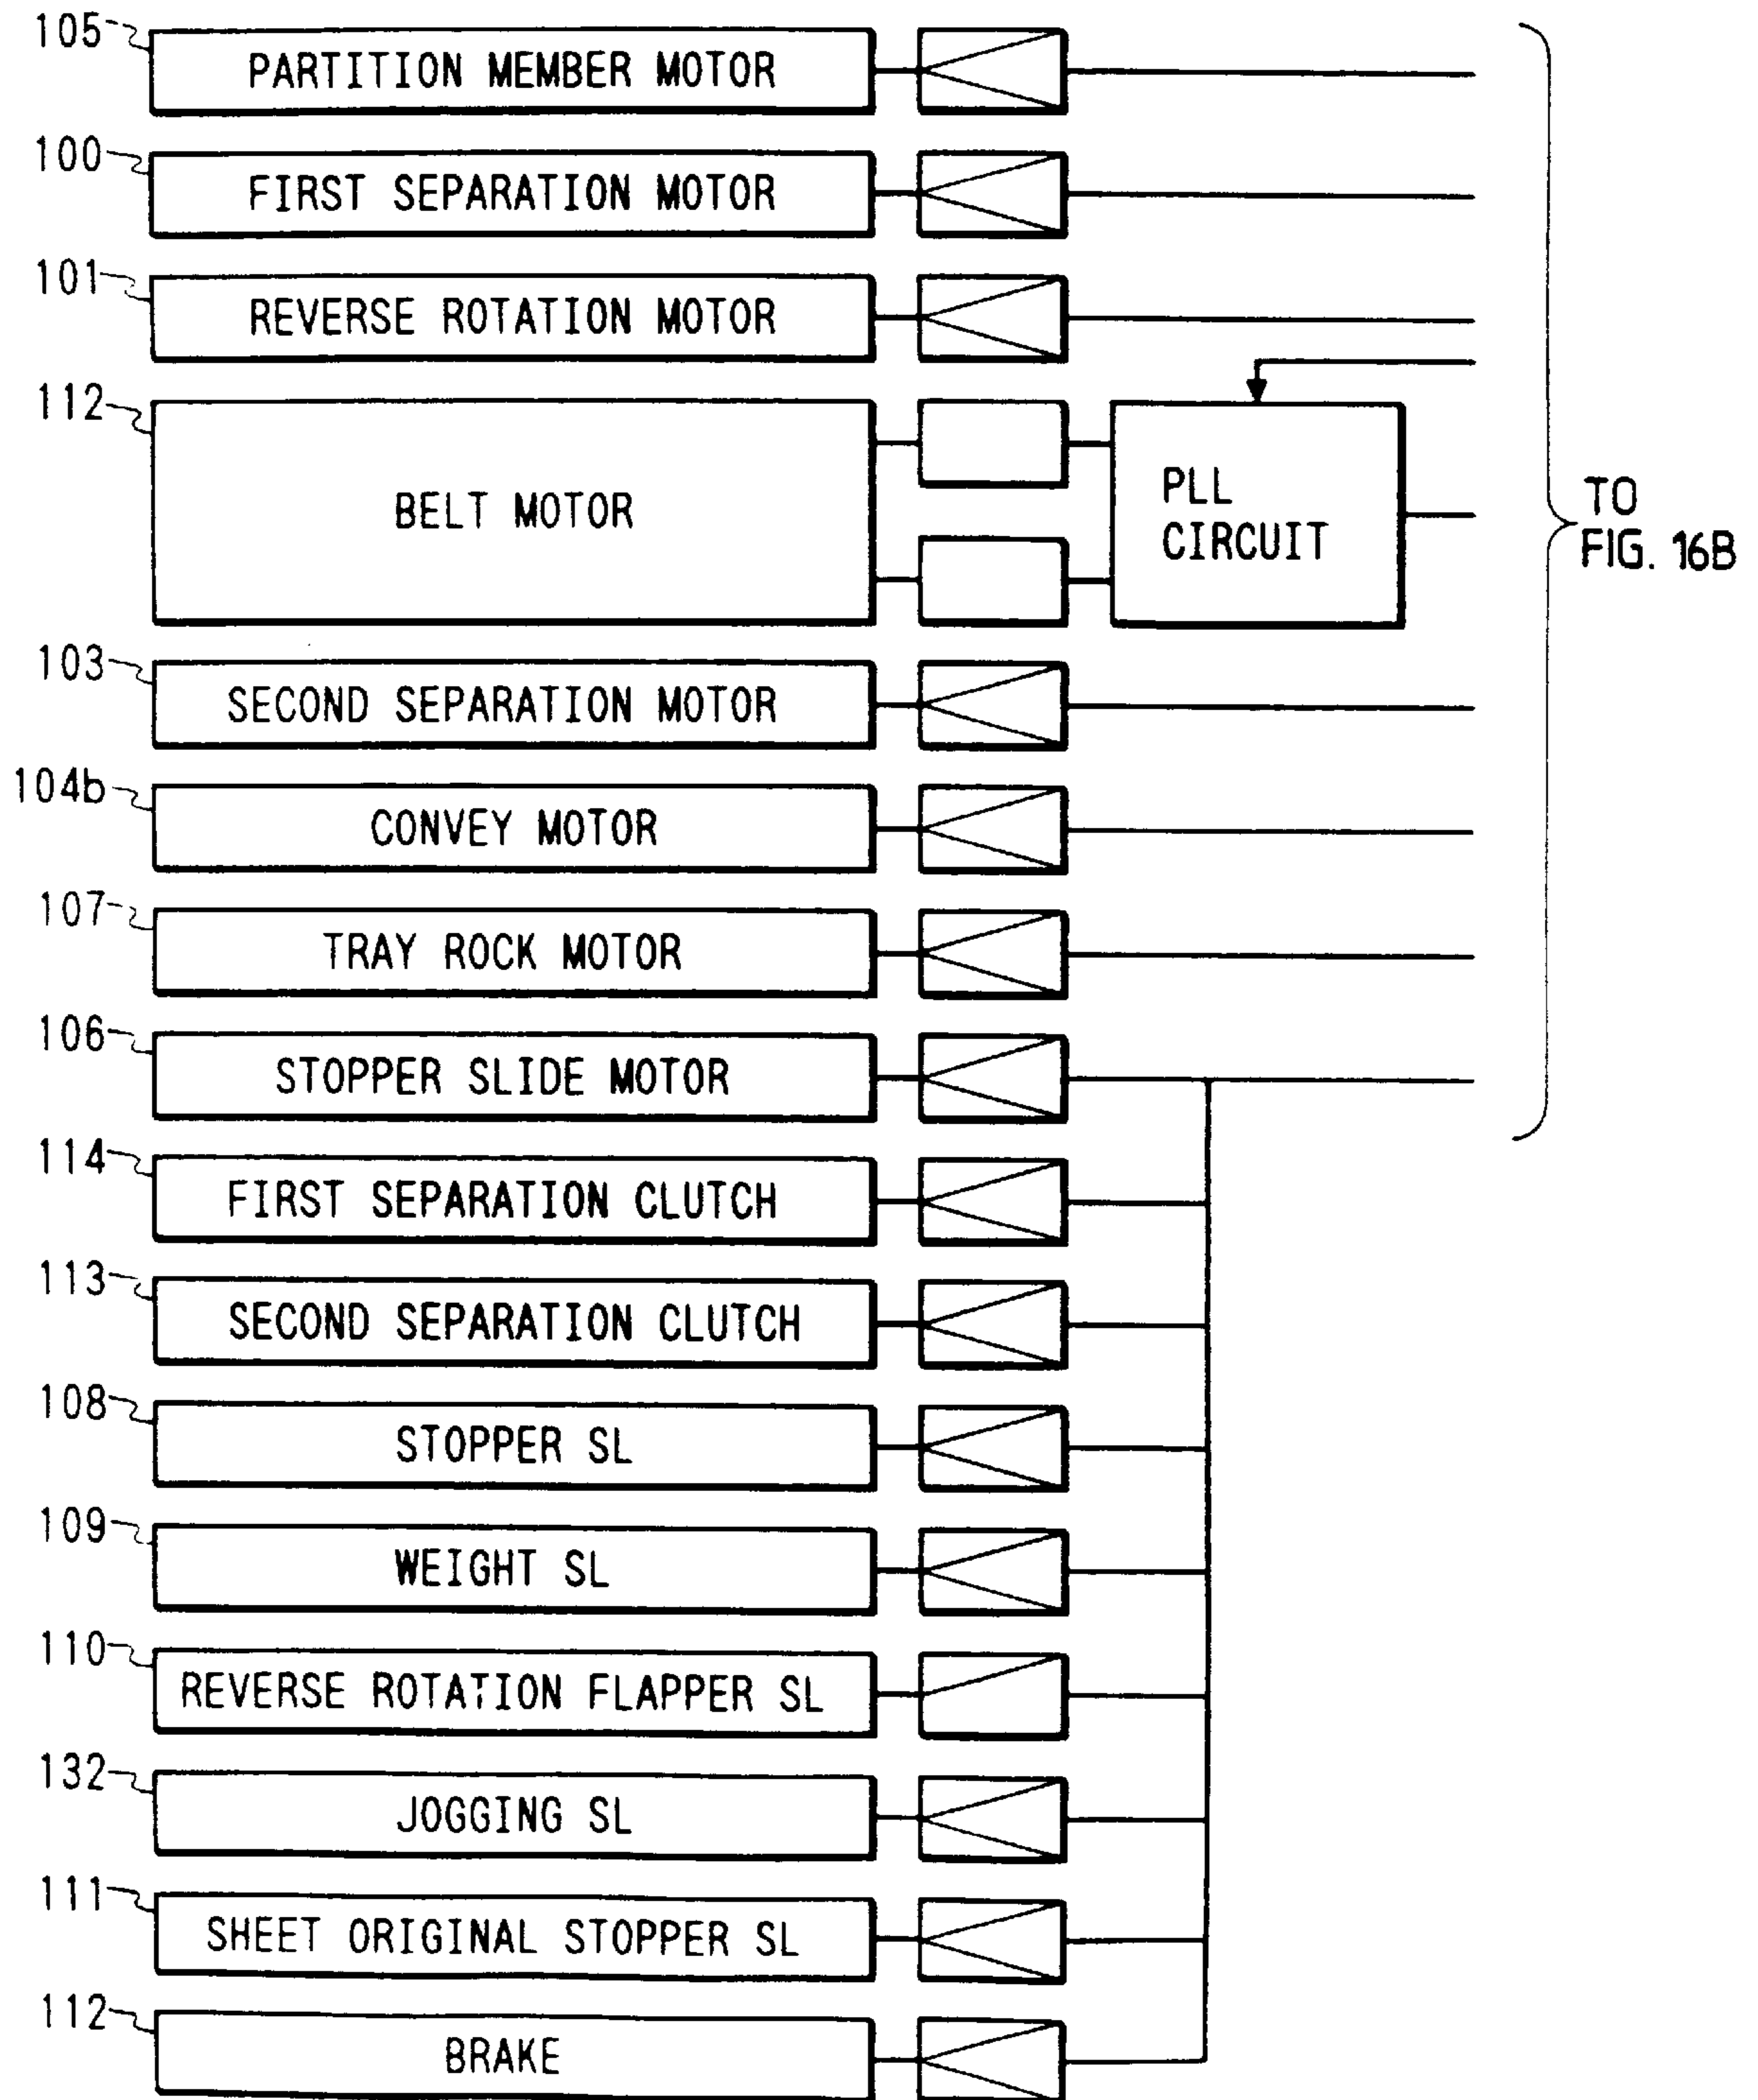 105
PARTITION MEMBER MOTOR
100
FIRST SEPARATION MOTOR
101
REVERSE ROTATION MOTOR
112
BELT MOTOR
PLL
CIRCUIT
TO
FIG. 16B
103
SECOND SEPARATION MOTOR
104b
CONVEY MOTOR
107
TRAY ROCK MOTOR
106
STOPPER SLIDE MOTOR
114
FIRST SEPARATION CLUTCH
113
SECOND SEPARATION CLUTCH
108
STOPPER SL
109
WEIGHT SL
110
REVERSE ROTATION FLAPPER SL
132
JOGGING SL
111
SHEET ORIGINAL STOPPER SL
112
BRAKE